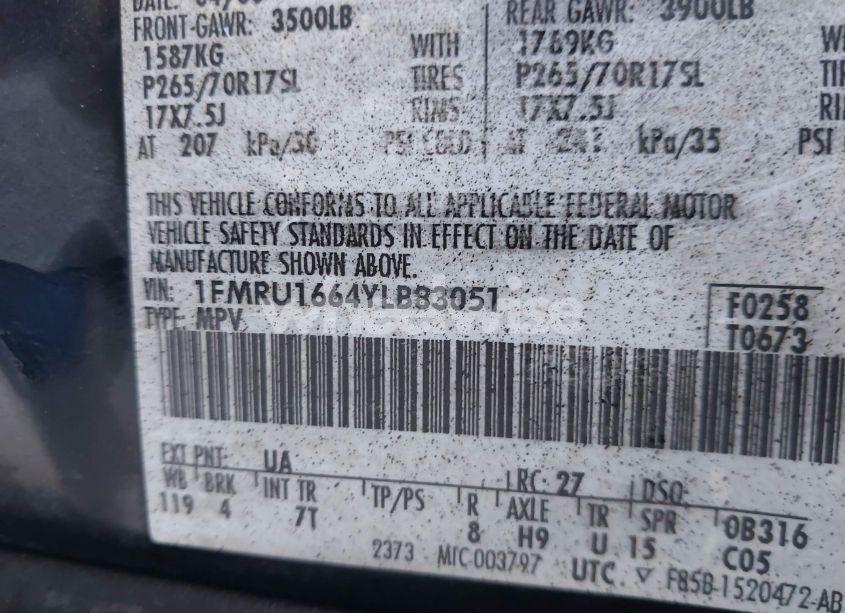 FRONT-GAWR: 3500LB
REAR GAWR: 3900LB
1587KG WITH
1769KG
P265/70R17SL TIRES
P265/70R17SL
17X7.5J RIMS
17X7.5J
AT 207 kPa/30 PSI COLD
AT kPa/35 PSI
THIS VEHICLE CONFORMS TO ALL APPLICABLE FEDERAL MOTOR
VEHICLE SAFETY STANDARDS IN EFFECT ON THE DATE OF
MANUFACTURE SHOWN ABOVE.
VIN: 1FMRU1664YLB83051
F0258
TYPE: MPV
T0673
EXT PNT: UA RC: 27 DSO:
WB BRK INT TR TP/PS R AXLE TR SPR 0B316
119 4 7T 8 H9 U 15 C05
2373 MIC-003797 UTC. ▽ F85B-1520472-AB